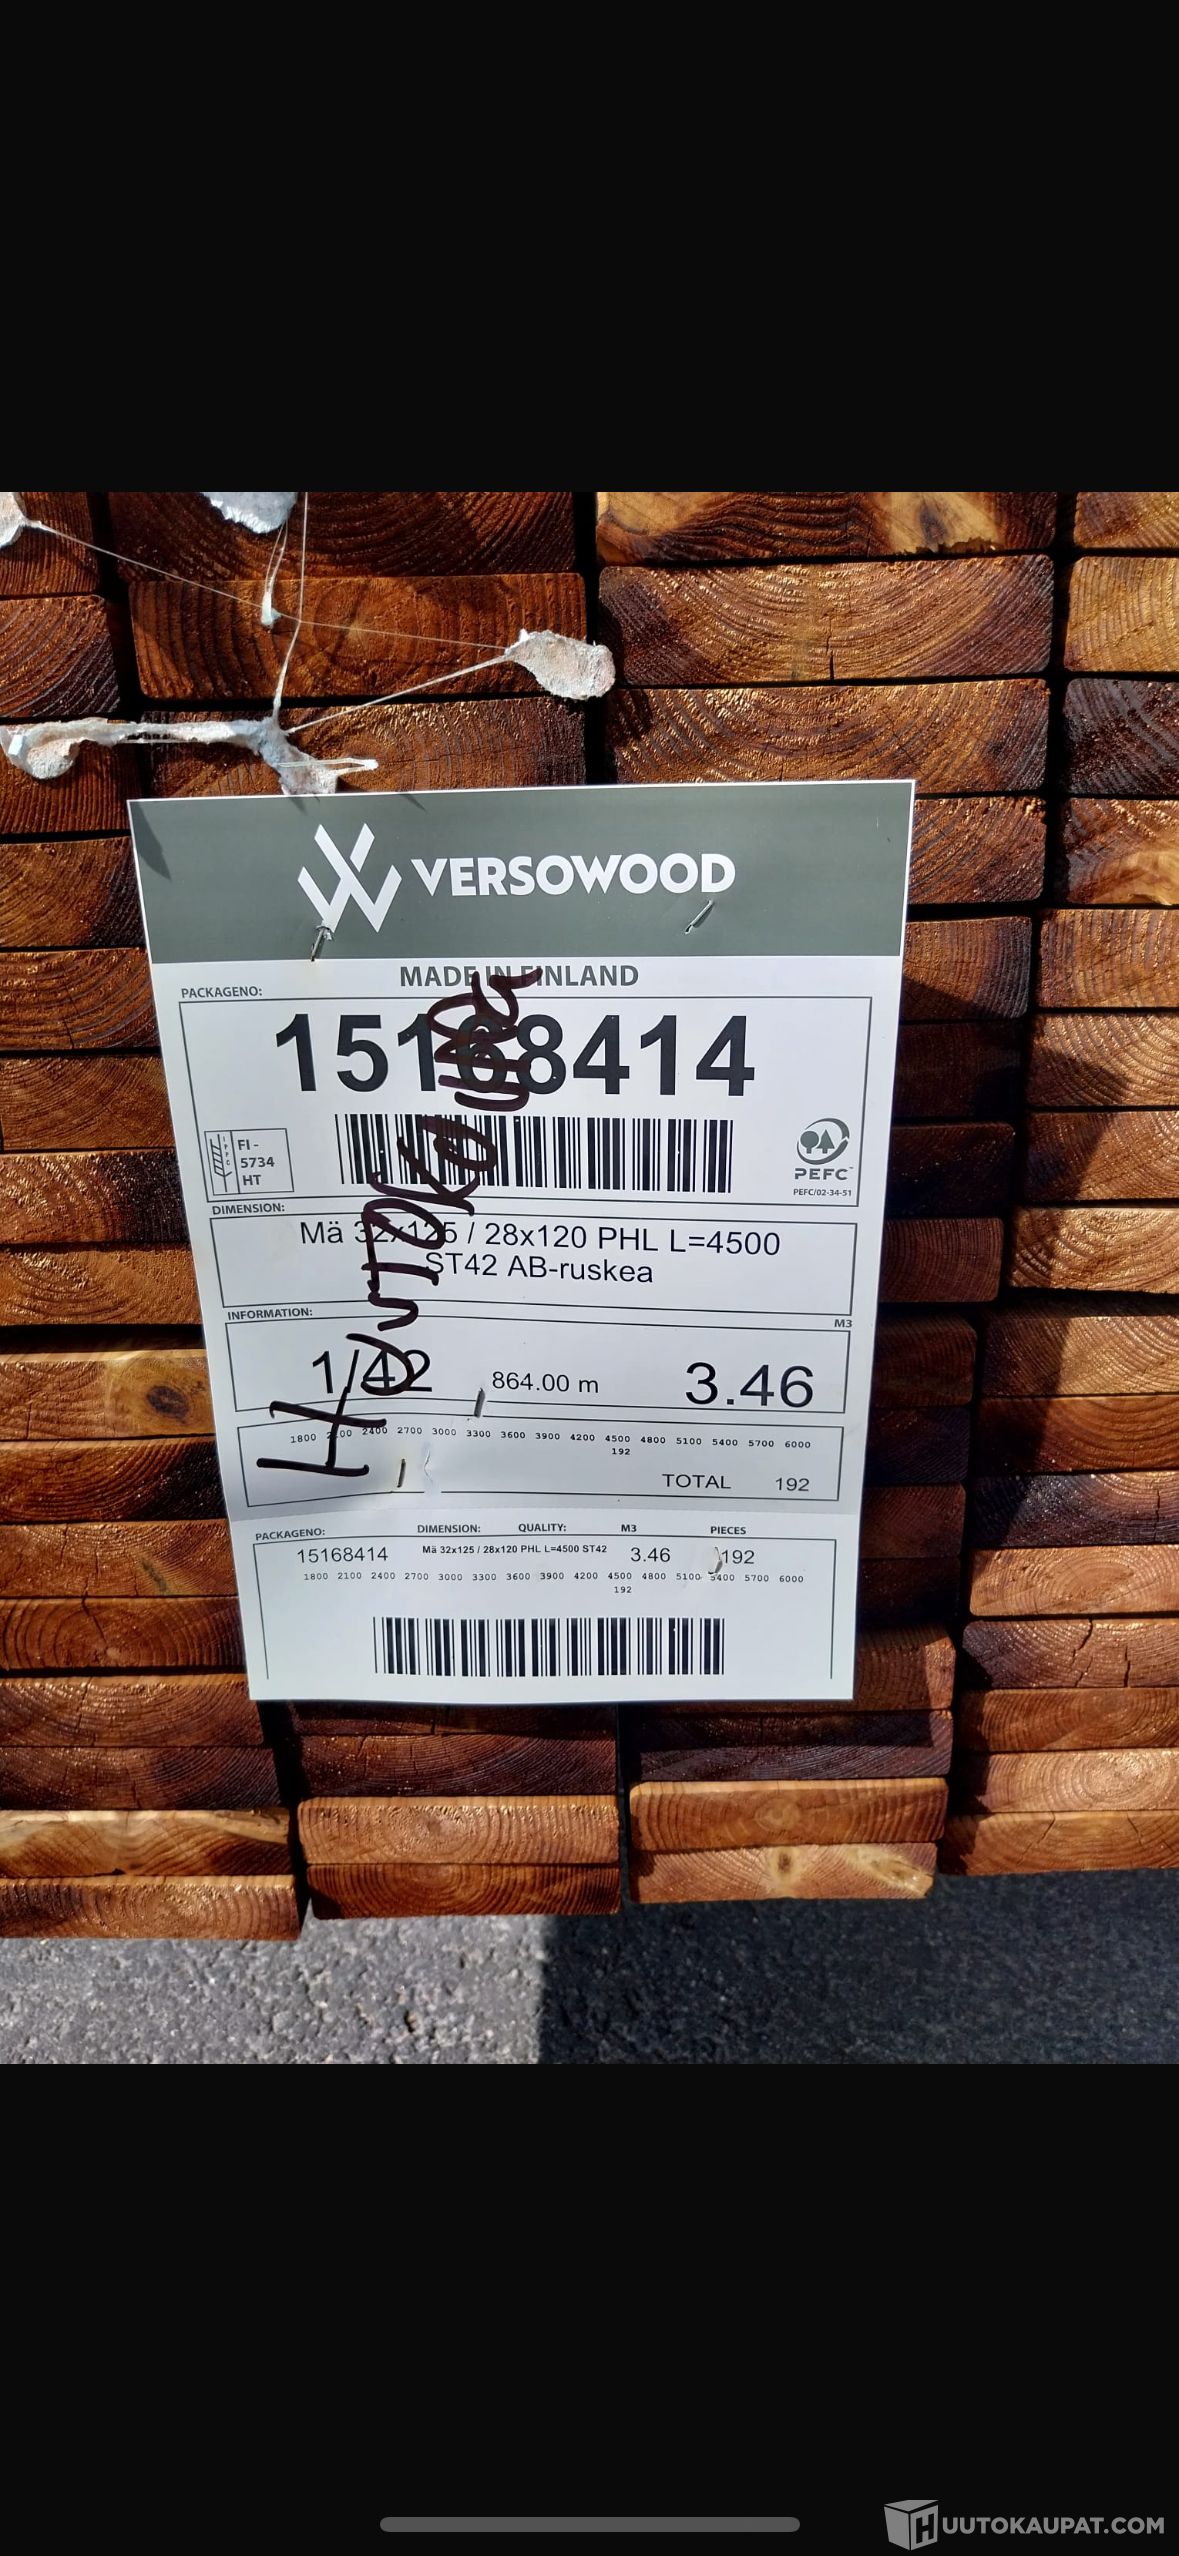 VERSOWOOD
MADE IN FINLAND
PACKAGENO:
15168414
IPPC
FI -
5734
HT
PEFC™
PEFC/02-34-51
DIMENSION:
Mä 32x125 / 28x120 PHL L=4500
ST42 AB-ruskea
INFORMATION:
M3
1/42 864.00 m 3.46
1800 2100 2400 2700 3000 3300 3600 3900 4200 4500 4800 5100 5400 5700 6000
192
TOTAL 192
Huutokauppa
PACKAGENO: DIMENSION: QUALITY: M3 PIECES
15168414 Mä 32x125 / 28x120 PHL L=4500 ST42 3.46 192
1800 2100 2400 2700 3000 3300 3600 3900 4200 4500 4800 5100 5400 5700 6000
192
HUUTOKAUPAT.COM